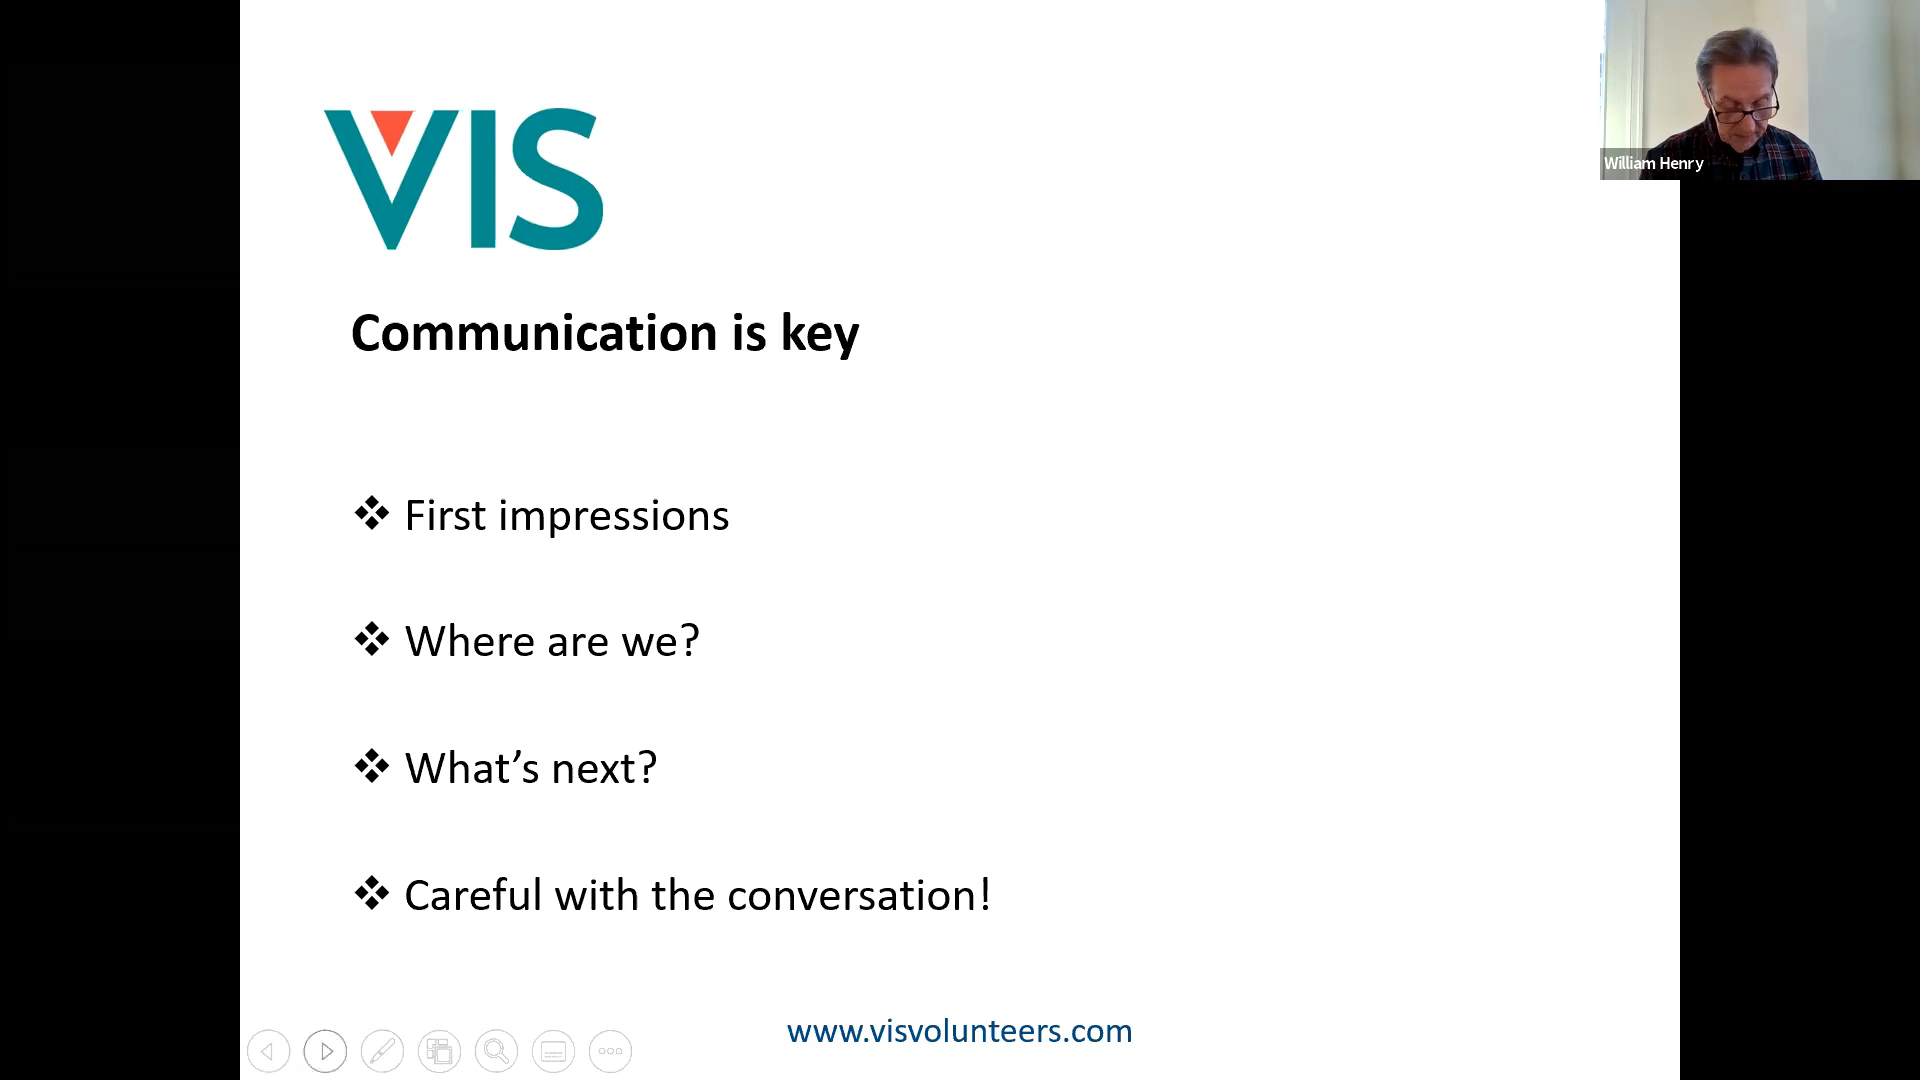 VIS
William Henry
Communication is key
First impressions
Where are we?
What’s next?
Careful with the conversation!
www.visvolunteers.com